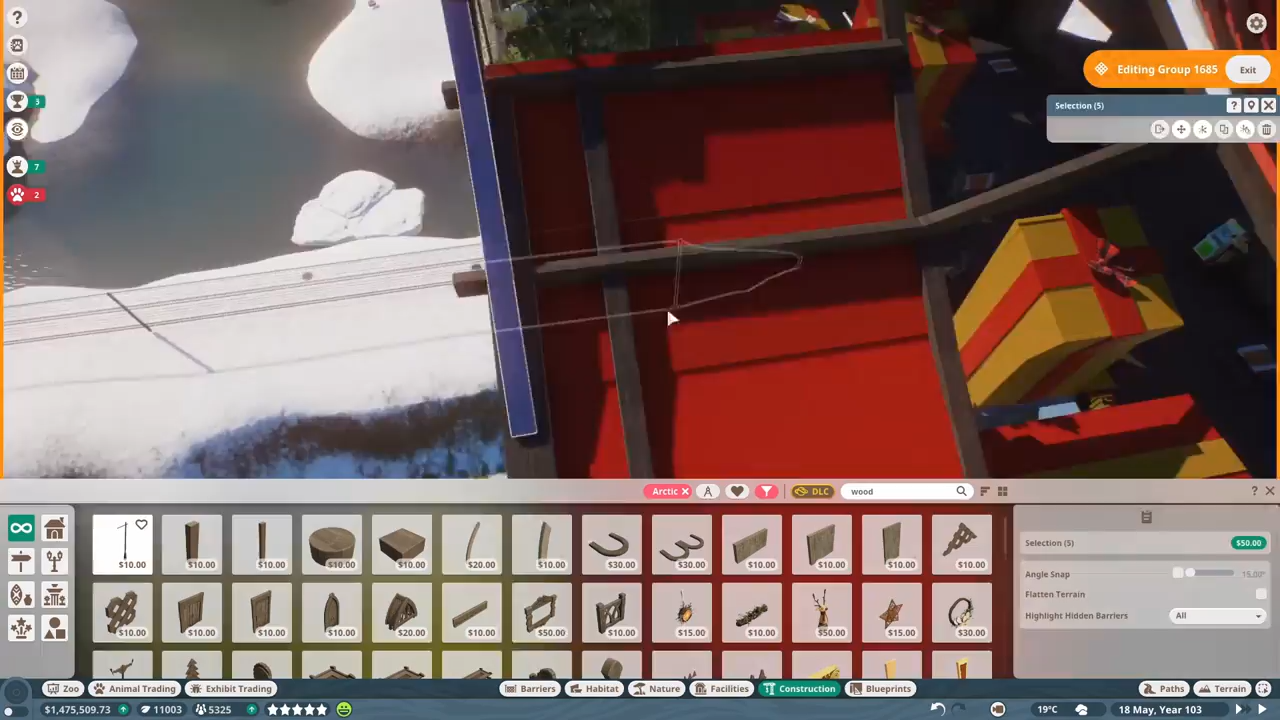 ?
Editing Group 1685
Exit
Selection (5)
?
3
7
2
Arctic
DLC
wood
?
$10.00 $10.00 $10.00 $10.00 $10.00 $20.00 $10.00 $30.00 $30.00 $10.00 $10.00 $10.00 $10.00
Selection (5)
$50.00
Angle Snap
15.00°
Flatten Terrain
$10.00 $10.00 $10.00 $10.00 $20.00 $10.00 $50.00 $10.00 $15.00 $10.00 $50.00 $15.00 $30.00
Highlight Hidden Barriers
All
Zoo
Animal Trading
Exhibit Trading
Barriers
Habitat
Nature
Facilities
Construction
Blueprints
Paths
Terrain
$1,475,509.73
11003
5325
19°C
18 May, Year 103